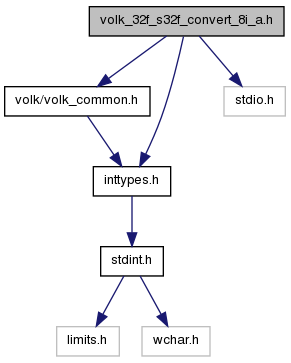 volk_32f_s32f_convert_8i_a.h
volk/volk_common.h
stdio.h
inttypes.h
stdint.h
limits.h
wchar.h